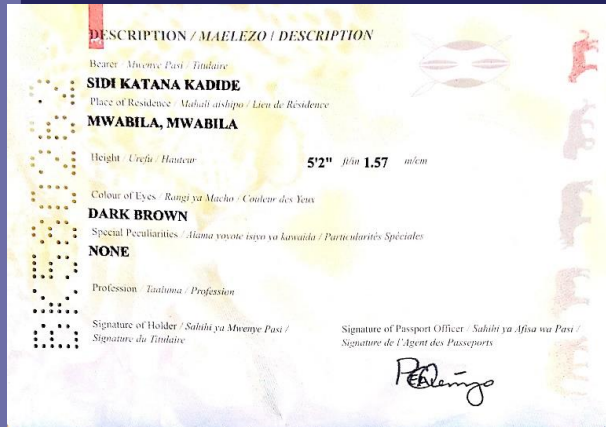 DESCRIPTION / MAELEZO / DESCRIPTION
Bearer / Mwenye Pasi / Titulaire
SIDI KATANA KADIDE
Place of Residence / Mahali aishipo / Lieu de Résidence
MWABILA, MWABILA
Height / Urefu / Hauteur 5'2" ft/in 1.57 m/cm
Colour of Eyes / Rangi ya Macho / Couleur des Yeux
DARK BROWN
Special Peculiarities / Alama yoyote isiyo ya kawaida / Particularités Spéciales
NONE
Profession / Taaluma / Profession
Signature of Holder / Sahihi ya Mwenye Pasi /
Signature du Titulaire
Signature of Passport Officer / Sahihi ya Afisa wa Pasi /
Signature de l'Agent des Passeports